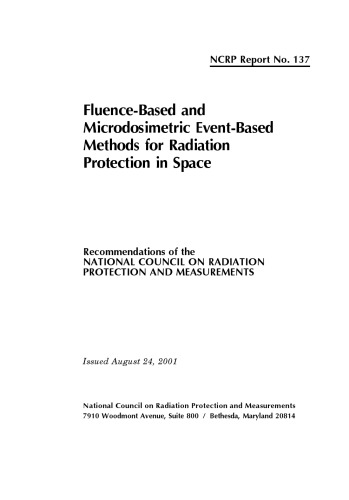 NCRP Report No. 137
Fluence-Based and
Microdosimetric Event-Based
Methods for Radiation
Protection in Space
Recommendations of the
NATIONAL COUNCIL ON RADIATION
PROTECTION AND MEASUREMENTS
Issued August 24, 2001
National Council on Radiation Protection and Measurements
7910 Woodmont Avenue, Suite 800 / Bethesda, Maryland 20814